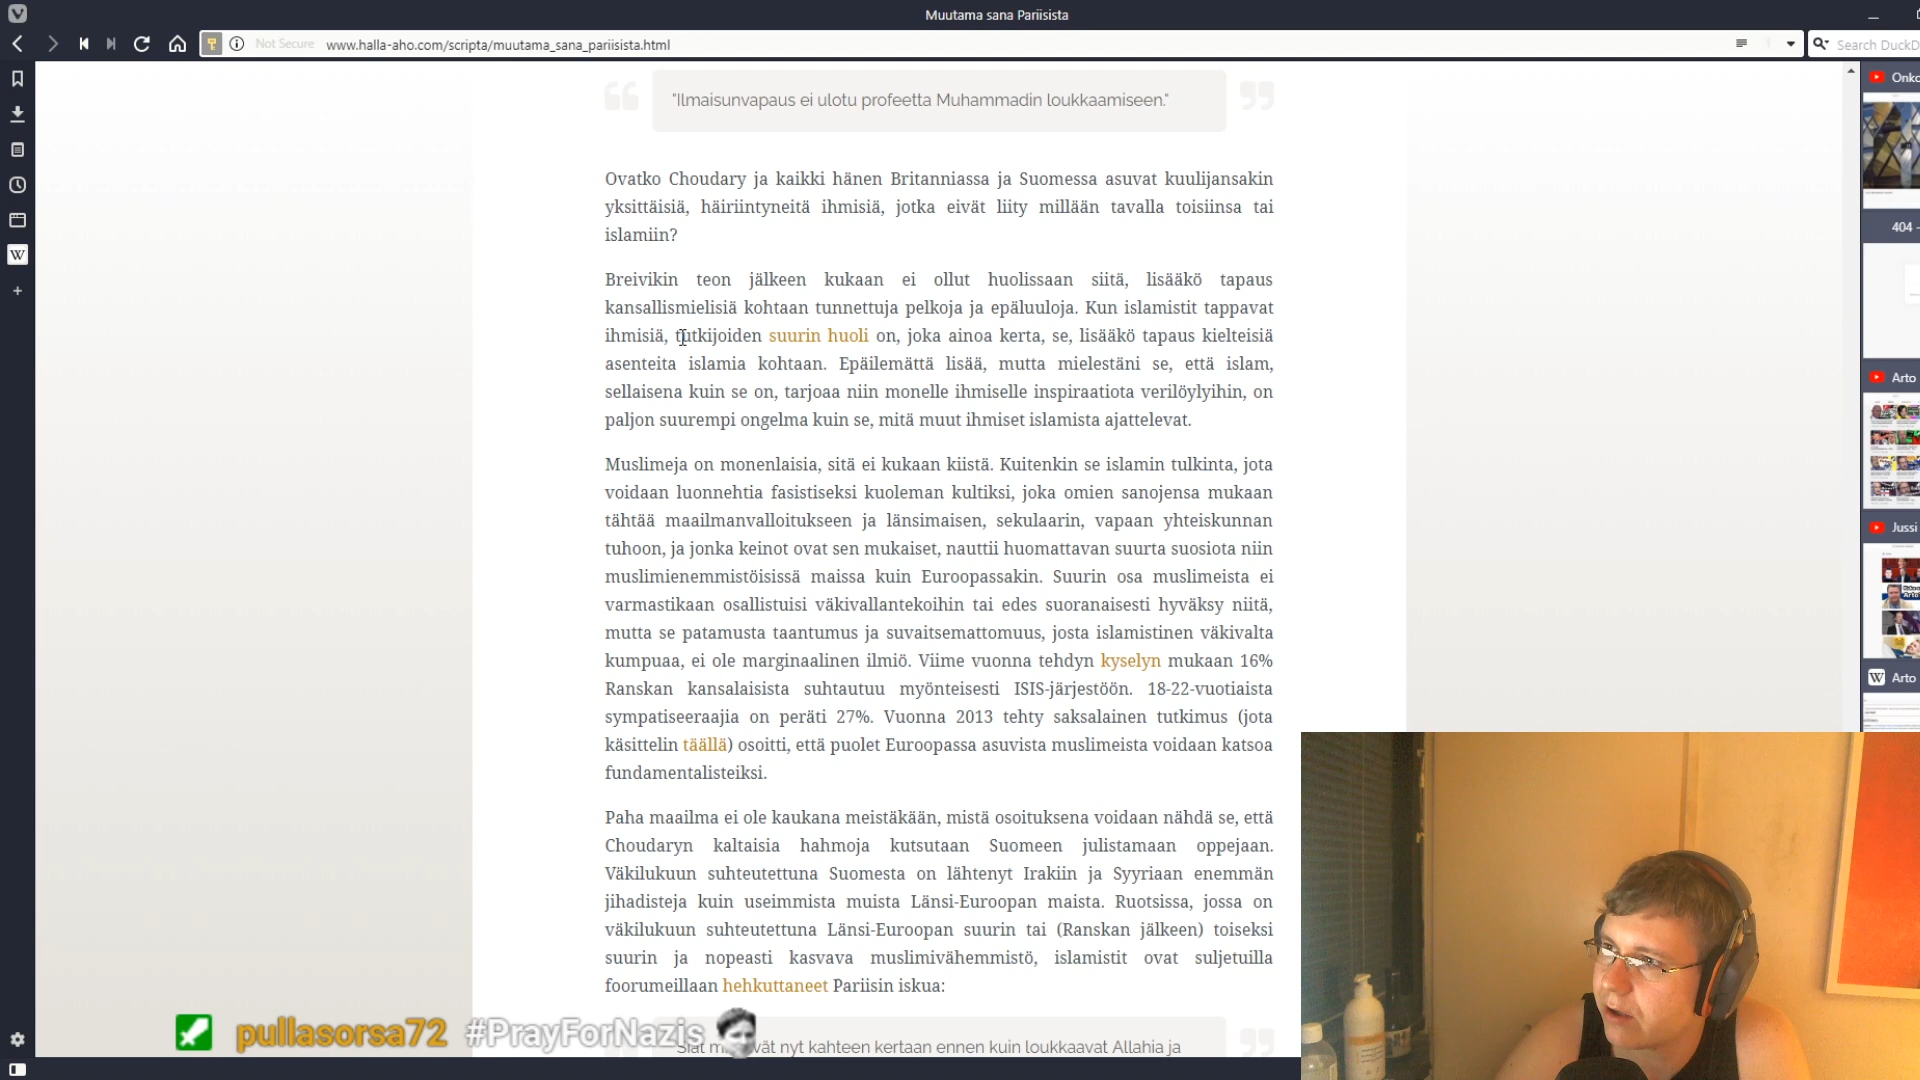 Muutama sana Pariisista
Not Secure www.halla-aho.com/scripta/muutama_sana_pariisista.html
Search DuckD
"Ilmaisunvapaus ei ulotu profeetta Muhammadin loukkaamiseen."
Ovatko Choudary ja kaikki hänen Britanniassa ja Suomessa asuvat kuulijansakin
yksittäisiä, häiriintyneitä ihmisiä, jotka eivät liity millään tavalla toisiinsa tai
islamiin?
Breivikin teon jälkeen kukaan ei ollut huolissaan siitä, lisääkö tapaus
kansallismielisiä kohtaan tunnettuja pelkoja ja epäluuloja. Kun islamistit tappavat
ihmisiä, tutkijoiden suurin huoli on, joka ainoa kerta, se, lisääkö tapaus kielteisiä
asenteita islamia kohtaan. Epäilemättä lisää, mutta mielestäni se, että islam,
sellaisena kuin se on, tarjoaa niin monelle ihmiselle inspiraatiota verilöylyihin, on
paljon suurempi ongelma kuin se, mitä muut ihmiset islamista ajattelevat.
Muslimeja on monenlaisia, sitä ei kukaan kiistä. Kuitenkin se islamin tulkinta, jota
voidaan luonnehtia fasistiseksi kuoleman kultiksi, joka omien sanojensa mukaan
tähtää maailmanvalloitukseen ja länsimaisen, sekulaarin, vapaan yhteiskunnan
tuhoon, ja jonka keinot ovat sen mukaiset, nauttii huomattavan suurta suosiota niin
muslimienemmistöisissä maissa kuin Euroopassakin. Suurin osa muslimeista ei
varmastikaan osallistuisi väkivallantekoihin tai edes suoranaisesti hyväksy niitä,
mutta se patamusta taantumus ja suvaitsemattomuus, josta islamistinen väkivalta
kumpuaa, ei ole marginaalinen ilmiö. Viime vuonna tehdyn kyselyn mukaan 16%
Ranskan kansalaisista suhtautuu myönteisesti ISIS-järjestöön. 18-22-vuotiaista
sympatiseeraajia on peräti 27%. Vuonna 2013 tehty saksalainen tutkimus (jota
käsittelin täällä) osoitti, että puolet Euroopassa asuvista muslimeista voidaan katsoa
fundamentalisteiksi.
Paha maailma ei ole kaukana meistäkään, mistä osoituksena voidaan nähdä se, että
Choudaryn kaltaisia hahmoja kutsutaan Suomeen julistamaan oppejaan.
Väkilukuun suhteutettuna Suomesta on lähtenyt Irakiin ja Syyriaan enemmän
jihadisteja kuin useimmista muista Länsi-Euroopan maista. Ruotsissa, jossa on
väkilukuun suhteutettuna Länsi-Euroopan suurin tai (Ranskan jälkeen) toiseksi
suurin ja nopeasti kasvava muslimivähemmistö, islamistit ovat suljetuilla
foorumeillaan hehkuttaneet Pariisin iskua:
nyt kahteen kertaan ennen kuin loukkaavat Allahia ja
pullasorsa72 #PrayForNazis
Onko
404 -
Arto
Jussi
W Arto